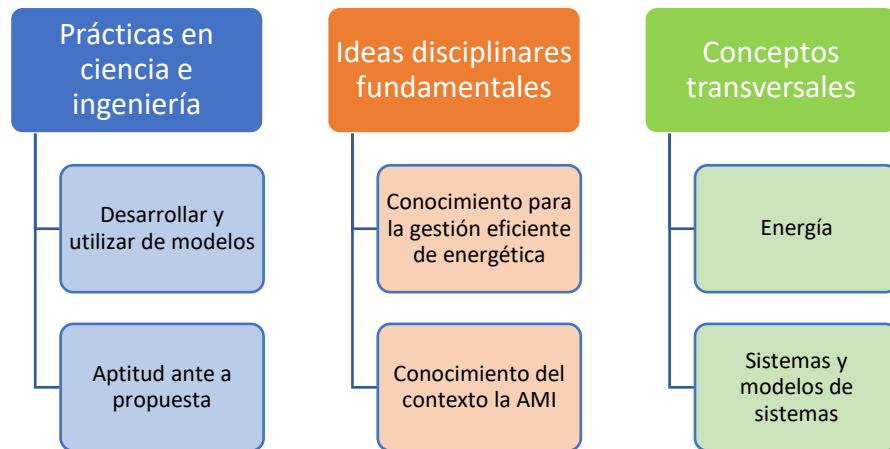 Prácticas en
ciencia e
ingeniería
Desarrollar y
utilizar de modelos
Aptitud ante a
propuesta
Ideas disciplinares
fundamentales
Conocimiento para
la gestión eficiente
de energética
Conocimiento del
contexto la AMI
Conceptos
transversales
Energía
Sistemas y
modelos de
sistemas